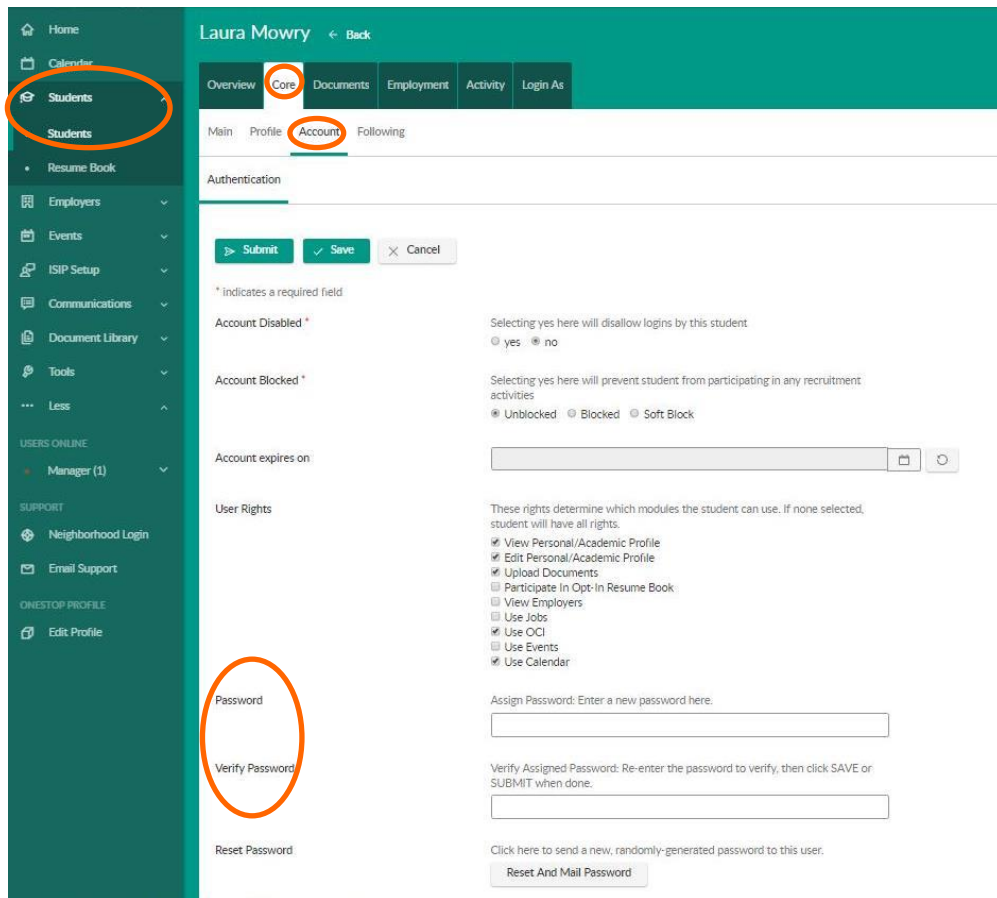 Home
Calendar
Students
Students
Resume Book
Employers
Events
ISIP Setup
Communications
Document Library
Tools
Less
USERS ONLINE
Manager (1)
SUPPORT
Neighborhood Login
Email Support
ONESTOP PROFILE
Edit Profile
Laura Mowry ← Back
Overview Core Documents Employment Activity Login As
Main Profile Account Following
Authentication
Submit Save Cancel
* indicates a required field
Account Disabled *
Selecting yes here will disallow logins by this student
yes no
Account Blocked *
Selecting yes here will prevent student from participating in any recruitment
activities
Unblocked Blocked Soft Block
Account expires on
User Rights
These rights determine which modules the student can use. If none selected,
student will have all rights.
View Personal/Academic Profile
Edit Personal/Academic Profile
Upload Documents
Participate In Opt-In Resume Book
View Employers
Use Jobs
Use OCI
Use Events
Use Calendar
Password
Assign Password: Enter a new password here.
Verify Password
Verify Assigned Password: Re-enter the password to verify, then click SAVE or
SUBMIT when done.
Reset Password
Click here to send a new, randomly-generated password to this user.
Reset And Mail Password